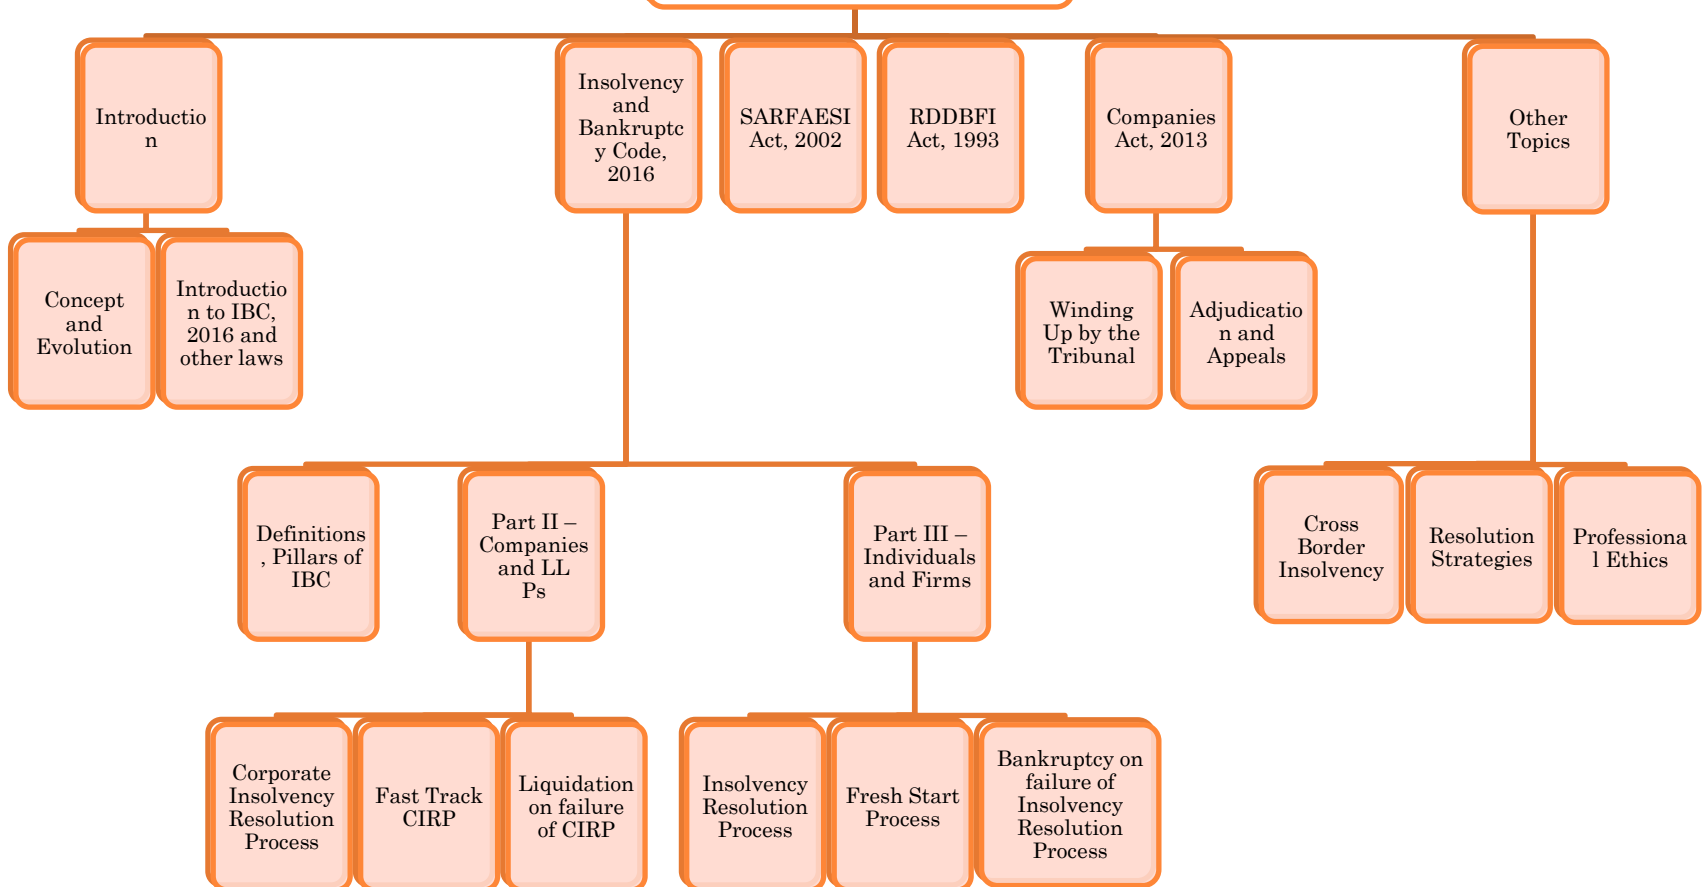 Introductio
n
Insolvency
and
Bankruptc
y Code,
2016
SARFAESI
Act, 2002
RDDBFI
Act, 1993
Companies
Act, 2013
Other
Topics
Concept
and
Evolution
Introductio
n to IBC,
2016 and
other laws
Winding
Up by the
Tribunal
Adjudicatio
n and
Appeals
Definitions
, Pillars of
IBC
Part II –
Companies
and LL
Ps
Part III –
Individuals
and Firms
Cross
Border
Insolvency
Resolution
Strategies
Professiona
l Ethics
Corporate
Insolvency
Resolution
Process
Fast Track
CIRP
Liquidation
on failure
of CIRP
Insolvency
Resolution
Process
Fresh Start
Process
Bankruptcy on
failure of
Insolvency
Resolution
Process